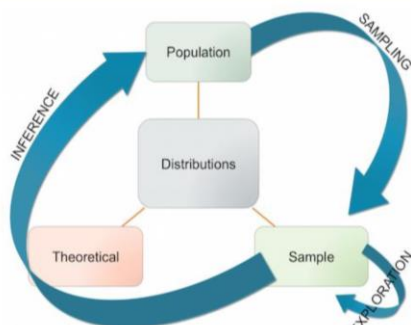 Population
SAMPLING
INFERENCE
Distributions
Theoretical
Sample
EXPLORATION